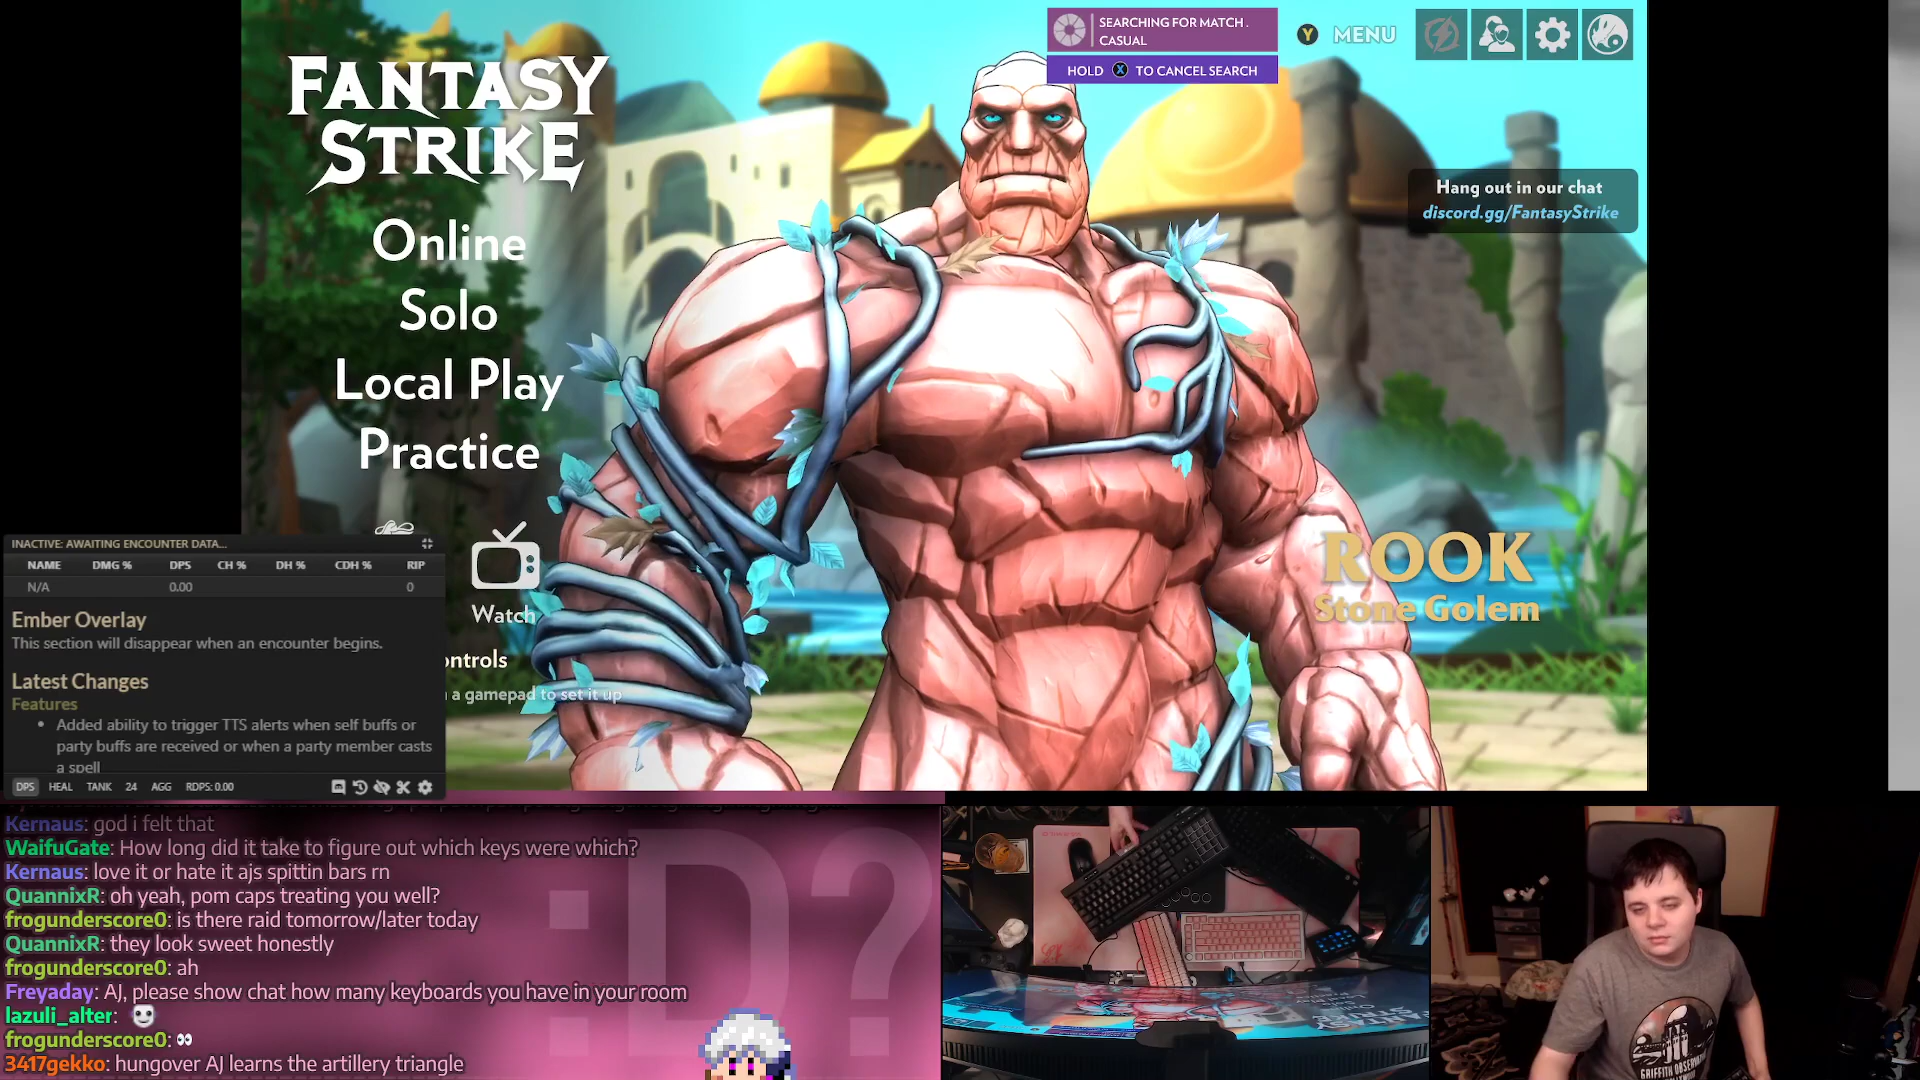 FANTASY
STRIKE
SEARCHING FOR MATCH .
CASUAL
HOLD X TO CANCEL SEARCH
Y MENU
Hang out in our chat
discord.gg/FantasyStrike
Online
Solo
Local Play
Practice
Watch
ontrols
a gamepad to set it up
ROOK
Stone Golem
INACTIVE: AWAITING ENCOUNTER DATA...
NAME DMG % DPS CH % DH % CDH % RIP
N/A 0.00 0
Ember Overlay
This section will disappear when an encounter begins.
Latest Changes
Features
• Added ability to trigger TTS alerts when self buffs or
party buffs are received or when a party member casts
a spell
DPS HEAL TANK 24 AGG RDPS: 0.00
Kernaus: god i felt that
WaifuGate: How long did it take to figure out which keys were which?
Kernaus: love it or hate it ajs spittin bars rn
QuannixR: oh yeah, pom caps treating you well?
frogunderscore0: is there raid tomorrow/later today
QuannixR: they look sweet honestly
frogunderscore0: ah
Freyaday: AJ, please show chat how many keyboards you have in your room
lazuli_alter:
frogunderscore0: 👀
3417gekko: hungover AJ learns the artillery triangle
:D?
GRIFFITH OBSERVATORY